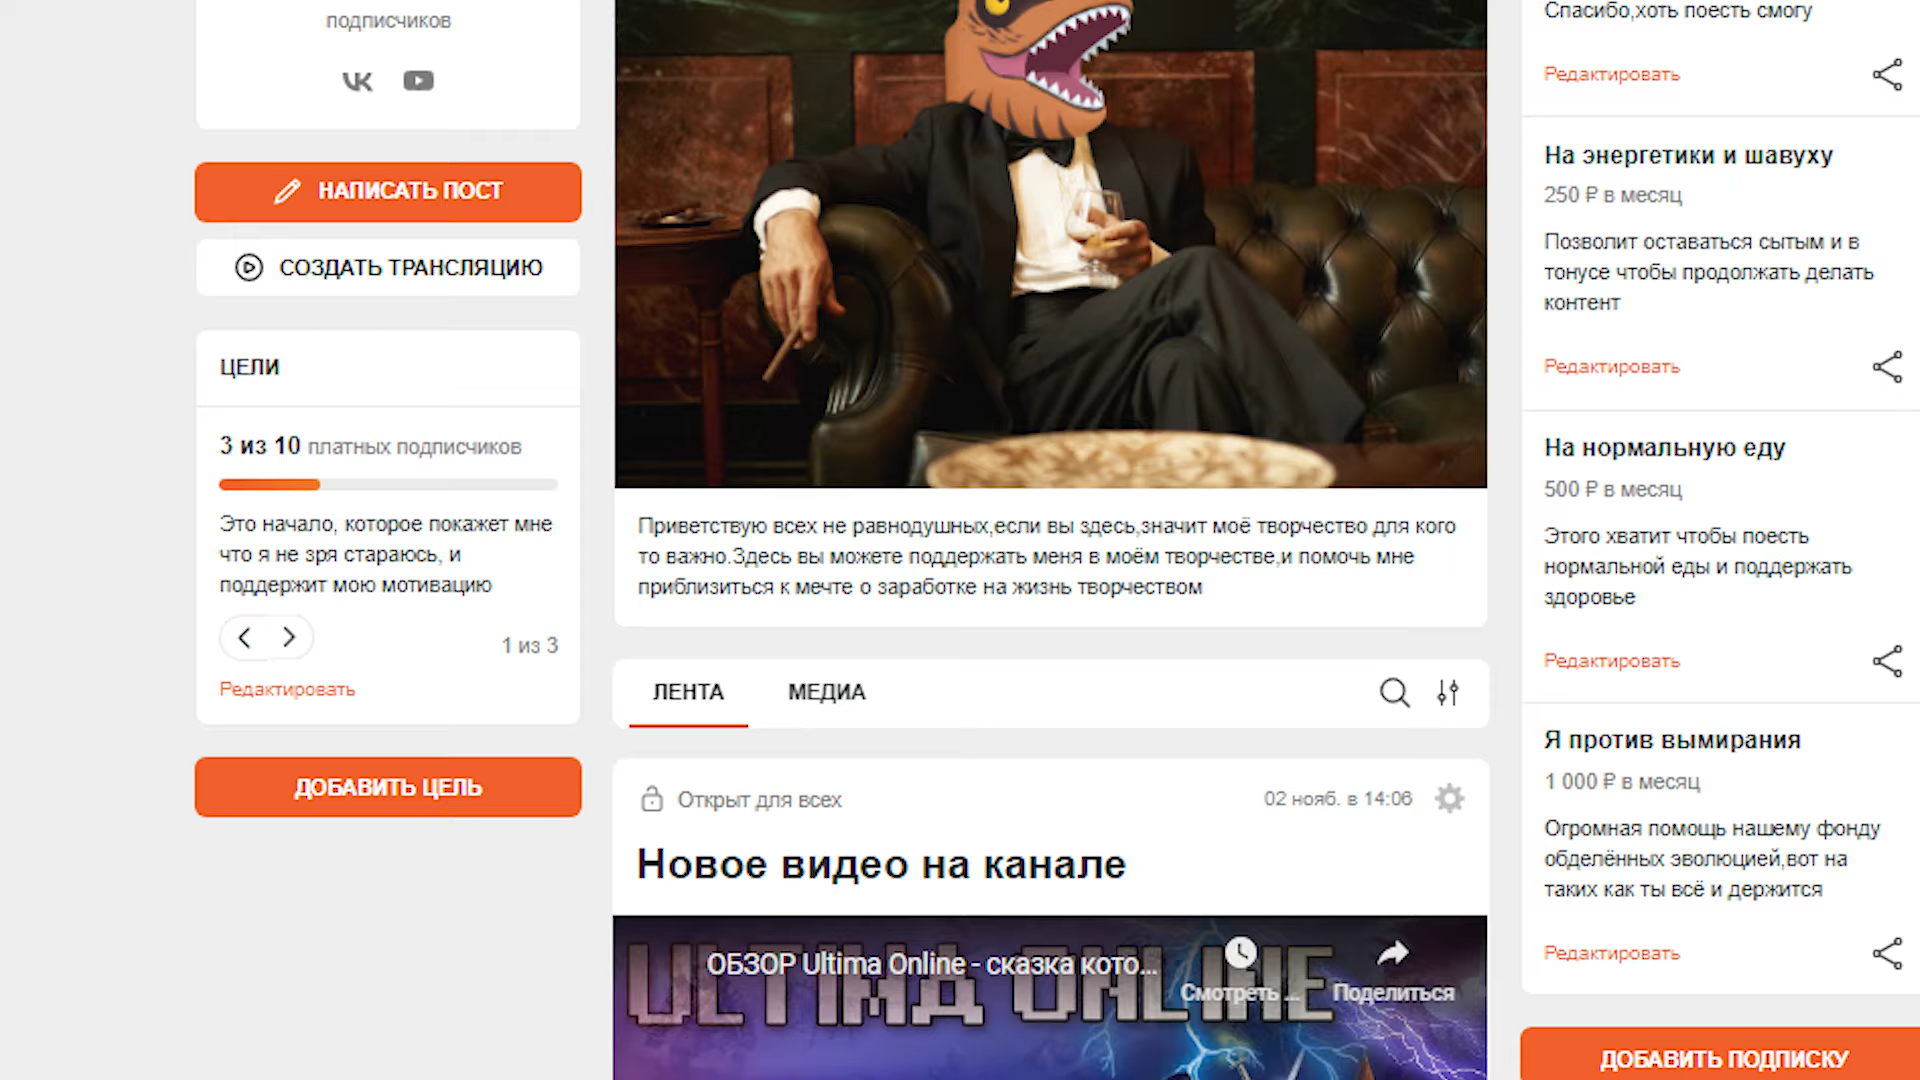 подписчиков
НАПИСАТЬ ПОСТ
СОЗДАТЬ ТРАНСЛЯЦИЮ
ЦЕЛИ
3 из 10 платных подписчиков
Это начало, которое покажет мне
что я не зря стараюсь, и
поддержит мою мотивацию
1 из 3
Редактировать
ДОБАВИТЬ ЦЕЛЬ
Приветствую всех не равнодушных,если вы здесь,значит моё творчество для кого
то важно.Здесь вы можете поддержать меня в моём творчестве,и помочь мне
приблизиться к мечте о заработке на жизнь творчеством
ЛЕНТА
МЕДИА
Открыт для всех
02 нояб. в 14:06
Новое видео на канале
ULTIMA ONLINE
ОБЗОР Ultima Online - сказка кото...
Смотреть ...
Поделиться
Спасибо,хоть поесть смогу
Редактировать
На энергетики и шавуху
250 ₽ в месяц
Позволит оставаться сытым и в
тонусе чтобы продолжать делать
контент
Редактировать
На нормальную еду
500 ₽ в месяц
Этого хватит чтобы поесть
нормальной еды и поддержать
здоровье
Редактировать
Я против вымирания
1 000 ₽ в месяц
Огромная помощь нашему фонду
обделённых эволюцией,вот на
таких как ты всё и держится
Редактировать
ДОБАВИТЬ ПОДПИСКУ